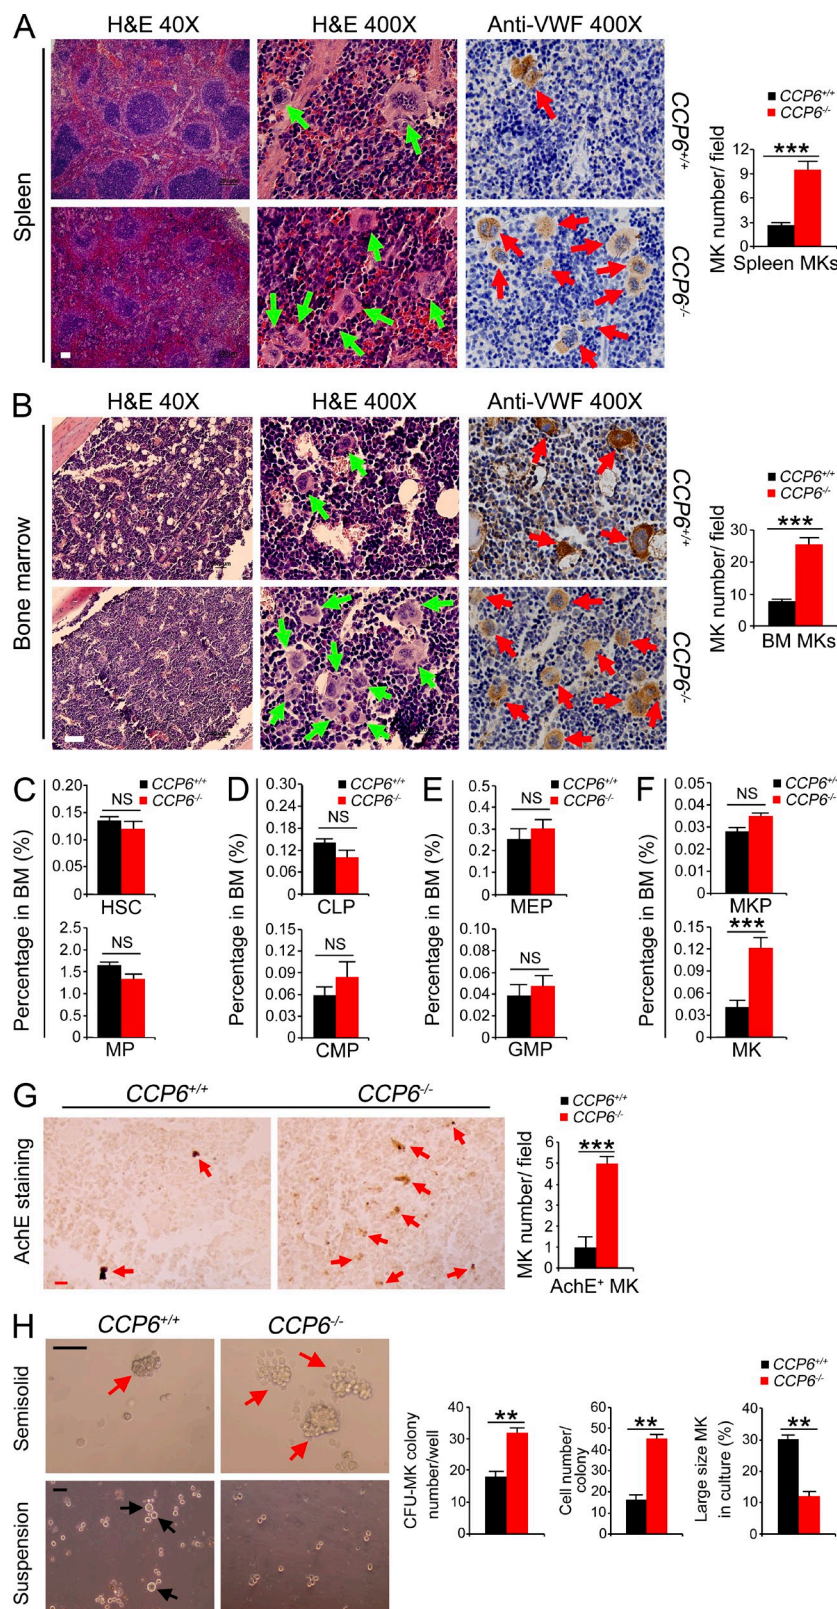 A
H&E 40X
H&E 400X
Anti-VWF 400X
Spleen
CCP6+/+
CCP6-/-
CCP6+/+
CCP6-/-
***
MK number/ field
12
9
6
3
0
Spleen MKs
B
H&E 40X
H&E 400X
Anti-VWF 400X
Bone marrow
CCP6+/+
CCP6-/-
CCP6+/+
CCP6-/-
***
MK number/ field
30
20
10
0
BM MKs
C
CCP6+/+
CCP6-/-
Percentage in BM (%)
0.20
0.15
0.10
0.05
0
NS
HSC
2.0
1.5
1.0
0.5
0
NS
MP
D
CCP6+/+
CCP6-/-
Percentage in BM (%)
0.30
0.24
0.18
0.12
0.06
0
NS
CLP
0.15
0.12
0.09
0.06
0.03
0
NS
CMP
E
CCP6+/+
CCP6-/-
Percentage in BM (%)
0.5
0.4
0.3
0.2
0.1
0
NS
MEP
0.08
0.06
0.04
0.02
0
NS
GMP
F
CCP6+/+
CCP6-/-
Percentage in BM (%)
0.05
0.04
0.03
0.02
0.01
0
NS
MKP
0.15
0.12
0.09
0.06
0.03
0
***
MK
G
CCP6+/+
CCP6-/-
AchE staining
CCP6+/+
CCP6-/-
***
MK number/ field
6
5
4
3
2
1
0
AchE+ MK
H
CCP6+/+
CCP6-/-
Semisolid
Suspension
CCP6+/+
CCP6-/-
CFU-MK colony
number/well
40
30
20
10
0
**
Cell number/
colony
60
50
40
30
20
10
0
**
Large size MK
in culture (%)
40
30
20
10
0
**